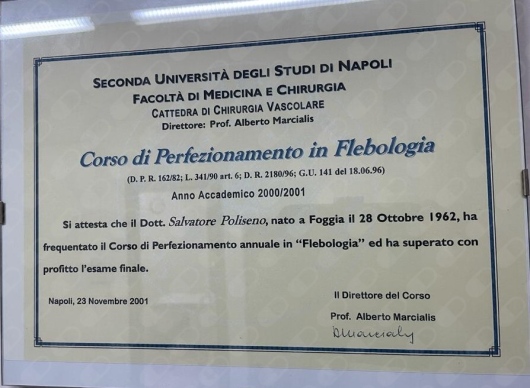 SECONDA UNIVERSITÀ DEGLI STUDI DI NAPOLI
FACOLTÀ DI MEDICINA E CHIRURGIA
CATTEDRA DI CHIRURGIA VASCOLARE
Direttore: Prof. Alberto Marcialis
Corso di Perfezionamento in Flebologia
(D. P. R. 162/82; L. 341/90 art. 6; D. R. 2180/96; G.U. 141 del 18.06.96)
Anno Accademico 2000/2001
Si attesta che il Dott. Salvatore Poliseno, nato a Foggia il 28 Ottobre 1962, ha
frequentato il Corso di Perfezionamento annuale in "Flebologia" ed ha superato con
profitto l'esame finale.
Napoli, 23 Novembre 2001
Il Direttore del Corso
Prof. Alberto Marcialis